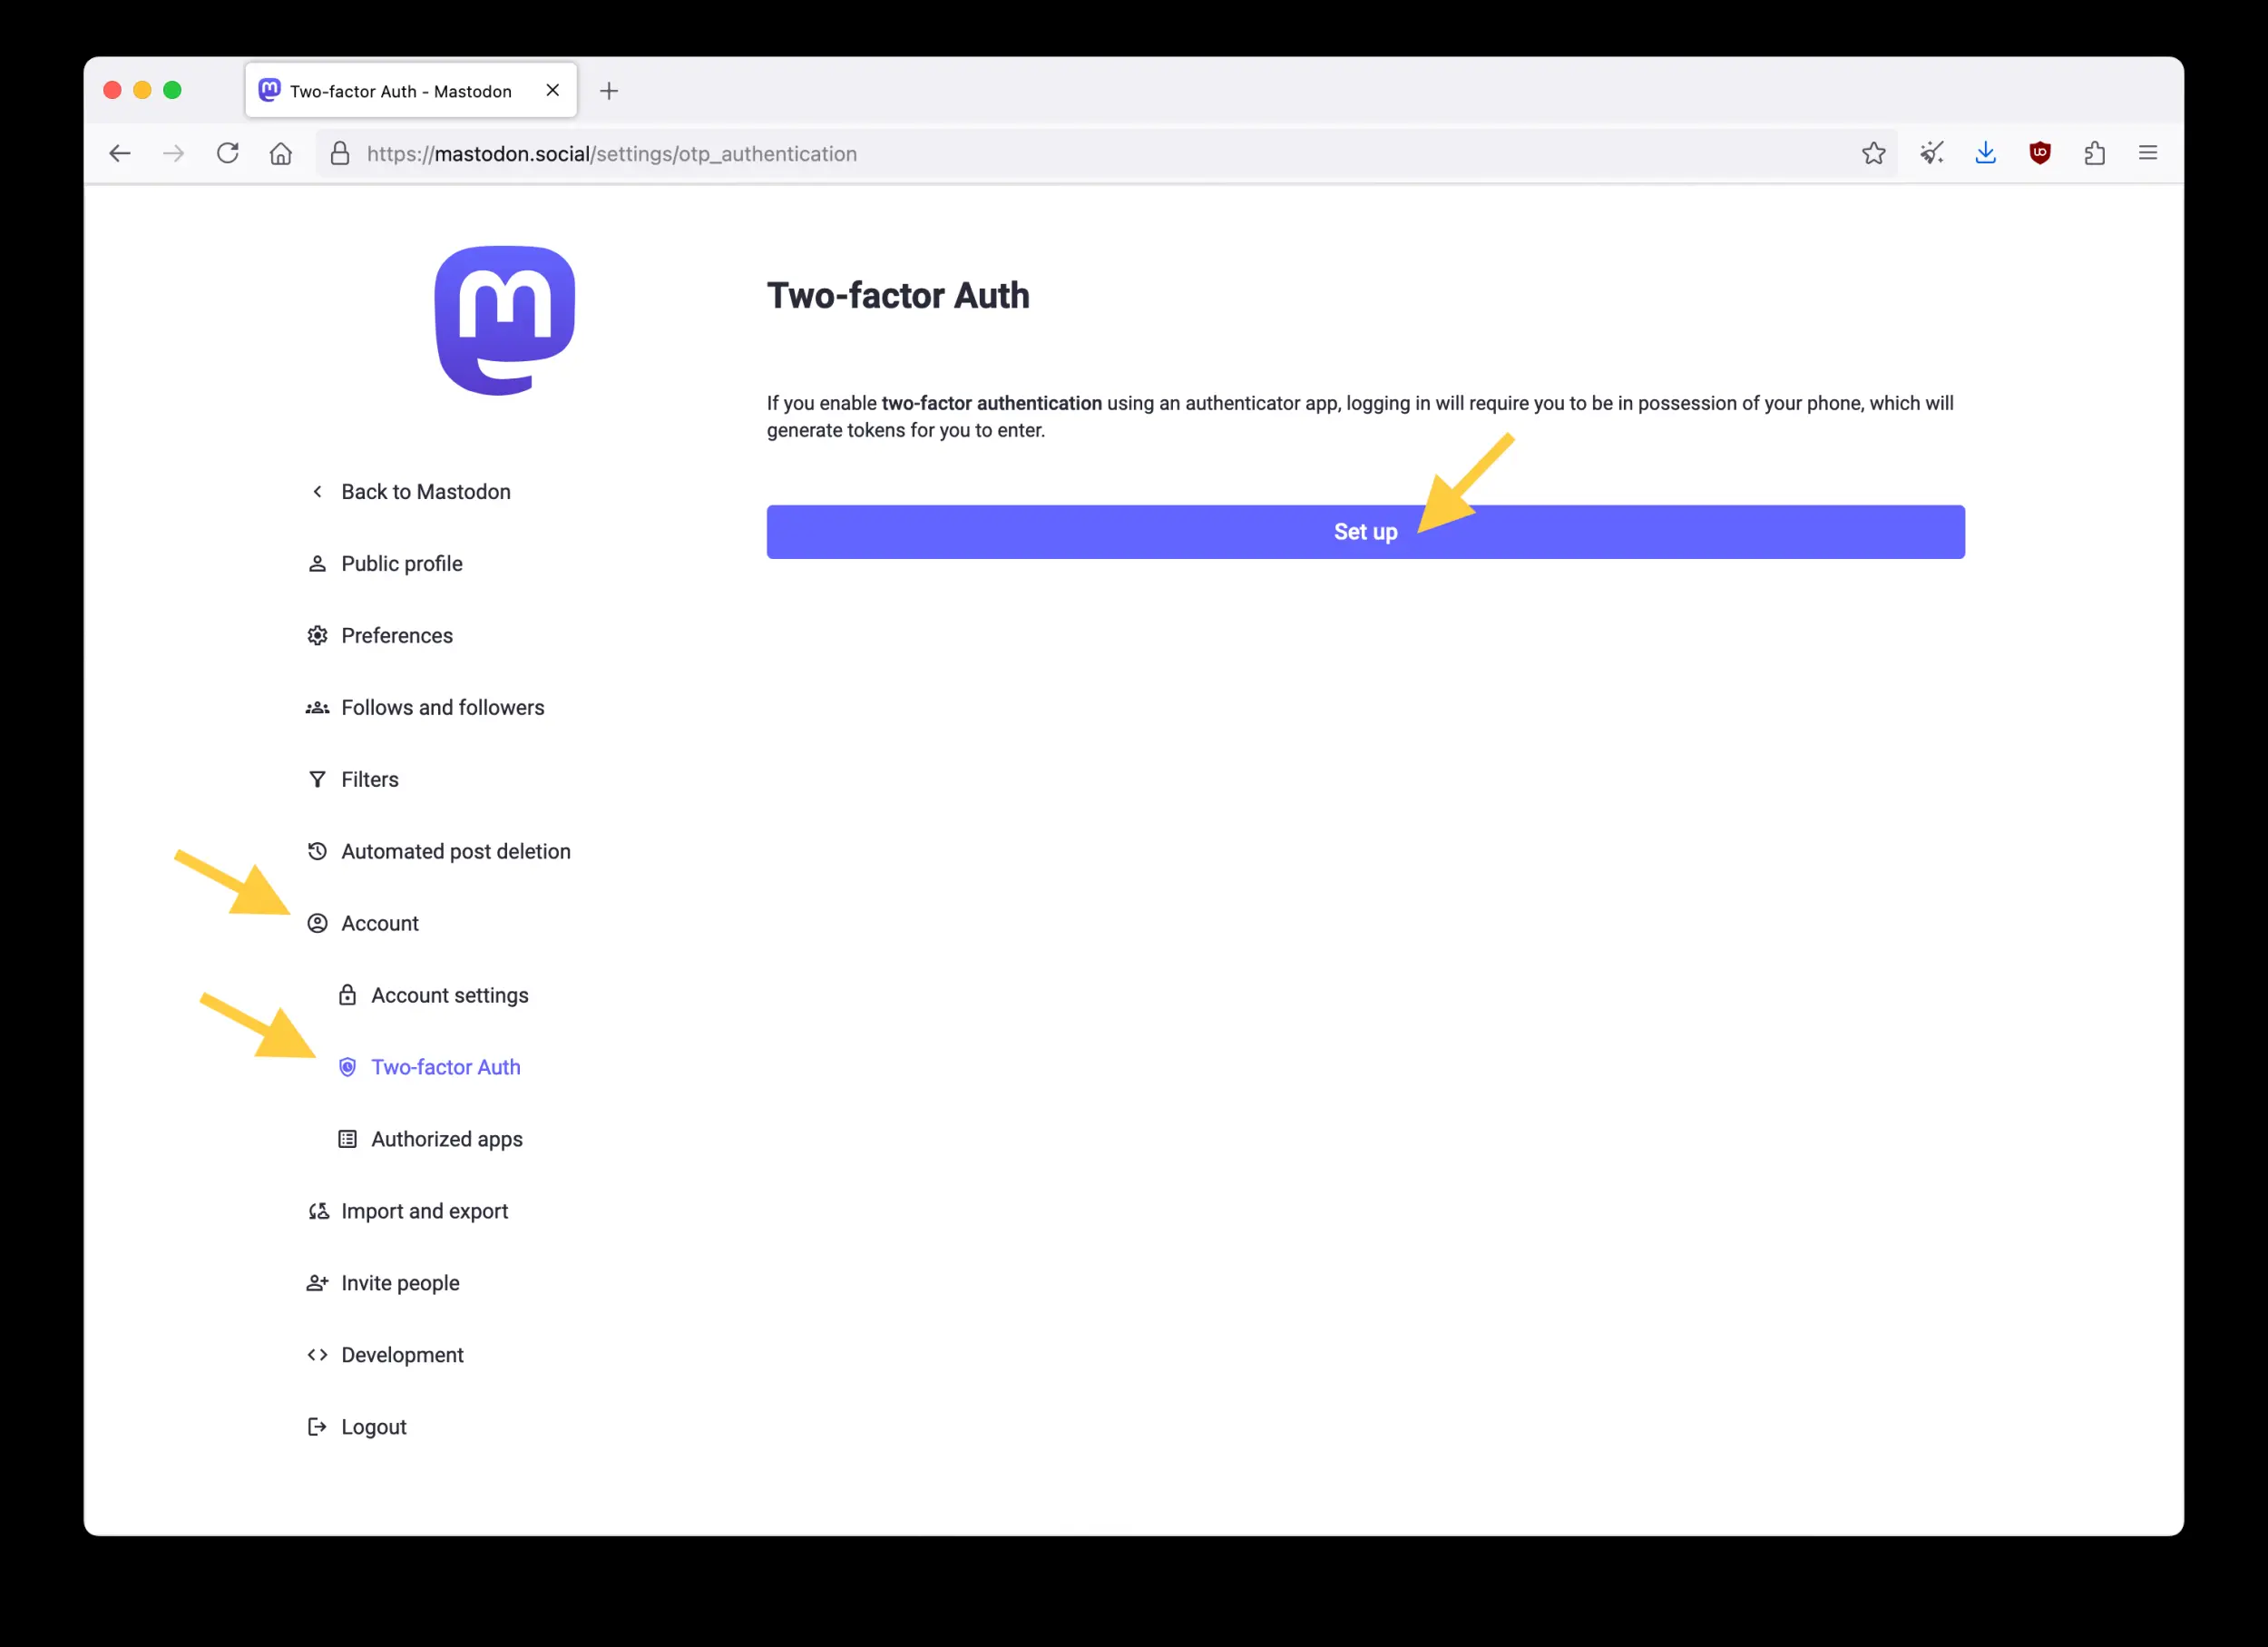 Two-factor Auth - Mastodon
https://mastodon.social/settings/otp_authentication
Two-factor Auth
If you enable two-factor authentication using an authenticator app, logging in will require you to be in possession of your phone, which will
generate tokens for you to enter.
Set up
Back to Mastodon
Public profile
Preferences
Follows and followers
Filters
Automated post deletion
Account
Account settings
Two-factor Auth
Authorized apps
Import and export
Invite people
Development
Logout